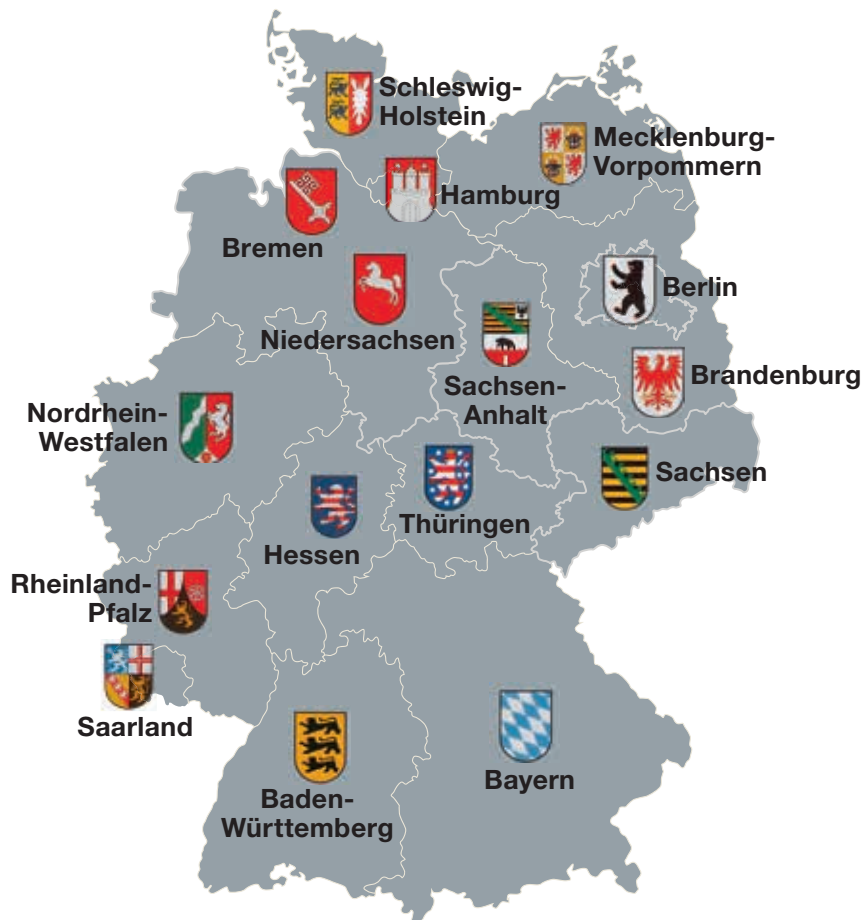 Schleswig-
Holstein
Mecklenburg-
Vorpommern
Hamburg
Bremen
Berlin
Niedersachsen
Brandenburg
Sachsen-
Anhalt
Nordrhein-
Westfalen
Sachsen
Thüringen
Hessen
Rheinland-
Pfalz
Saarland
Bayern
Baden-
Württemberg